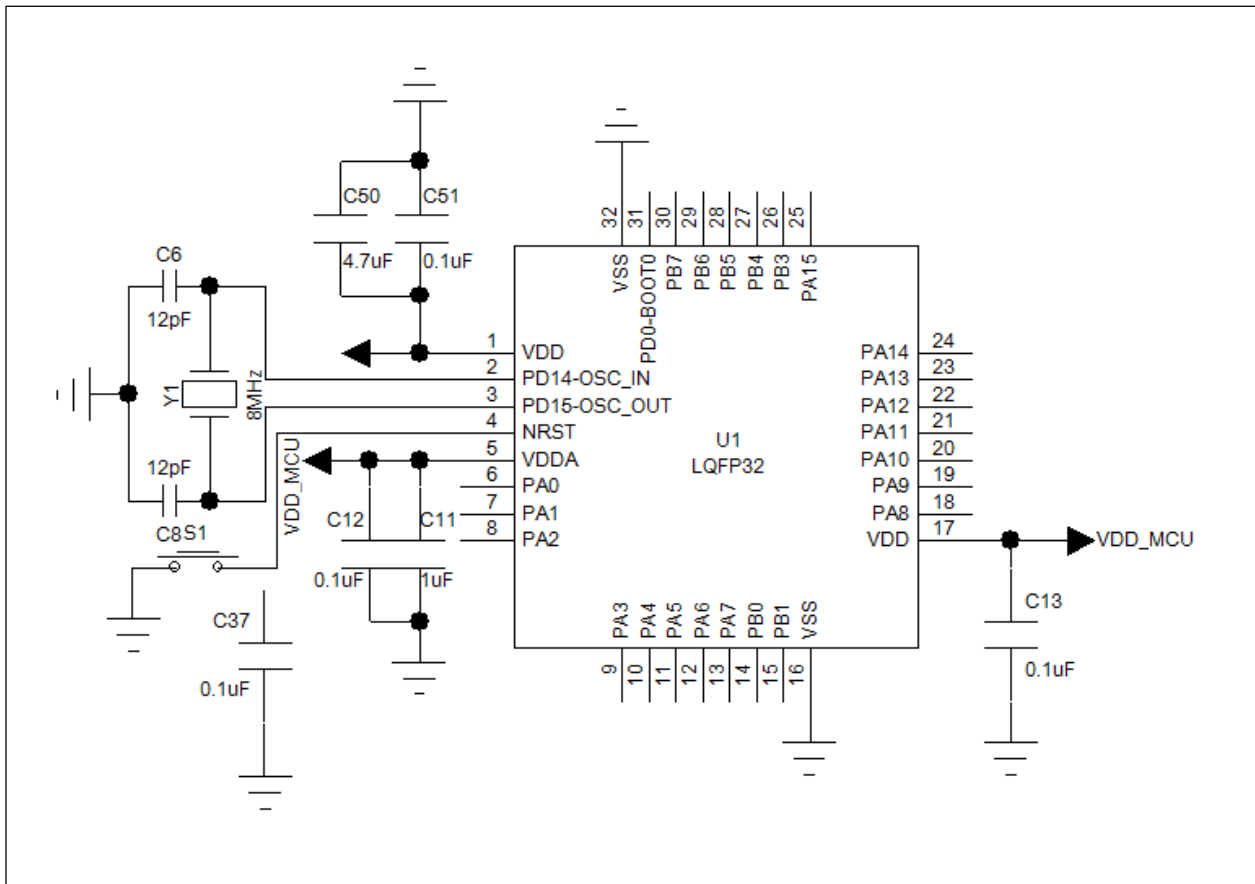 C50
C51
4.7uF
0.1uF
C6
12pF
Y1
8MHz
12pF
C8
S1
VDD_MCU
C37
0.1uF
C12
C11
0.1uF
1uF
32
31
30
29
28
27
26
25
VSS
PD0-BOOT0
PB7
PB6
PB5
PB4
PB3
PA15
1 VDD
2 PD14-OSC_IN
3 PD15-OSC_OUT
4 NRST
5 VDDA
6 PA0
7 PA1
8 PA2
U1
LQFP32
PA14 24
PA13 23
PA12 22
PA11 21
PA10 20
PA9 19
PA8 18
VDD 17
VDD_MCU
C13
0.1uF
PA3
PA4
PA5
PA6
PA7
PB0
PB1
VSS
9
10
11
12
13
14
15
16